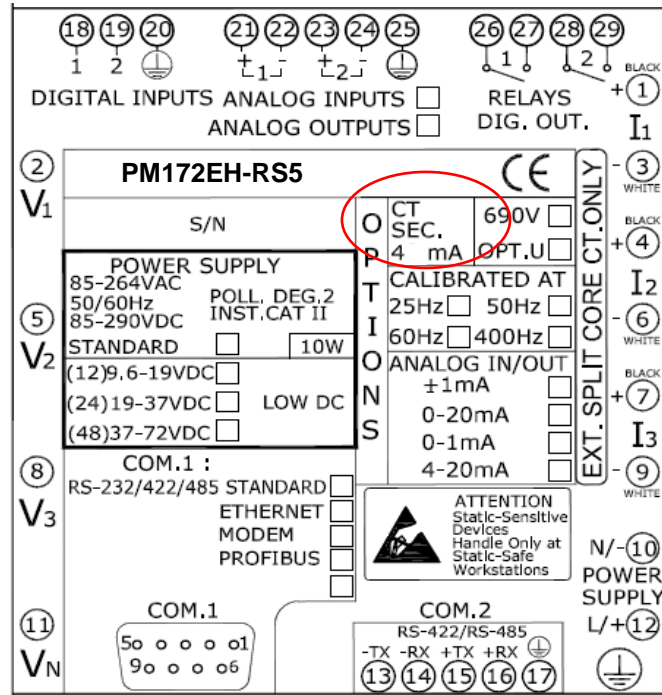 18 19 20 21 22 23 24 25 26 27 28 29
1 2 + 1 - + 2 - 1 2
DIGITAL INPUTS ANALOG INPUTS
ANALOG OUTPUTS
RELAYS
DIG. OUT.
BLACK
+ 1
I1
- 3
WHITE
BLACK
+ 4
I2
- 6
WHITE
BLACK
+ 7
I3
- 9
WHITE
2
V1
5
V2
8
V3
11
VN
PM172EH-RS5 CE
S/N
OPTIONS
CT
SEC.
4 mA
690V
OPT.U
EXT. SPLIT CORE CT.ONLY
POWER SUPPLY
85-264VAC
50/60Hz
85-290VDC
POLL. DEG.2
INST.CAT II
STANDARD 10W
(12)9.6-19VDC
(24)19-37VDC LOW DC
(48)37-72VDC
CALIBRATED AT
25Hz 50Hz
60Hz 400Hz
ANALOG IN/OUT
±1mA
0-20mA
0-1mA
4-20mA
COM.1 :
RS-232/422/485 STANDARD
ETHERNET
MODEM
PROFIBUS
ATTENTION
Static-Sensitive
Devices
Handle Only at
Static-Safe
Workstations
N/- 10
POWER
SUPPLY
L/+ 12
COM.1
5 1
9 6
COM.2
RS-422/RS-485
-TX -RX +TX +RX
13 14 15 16 17